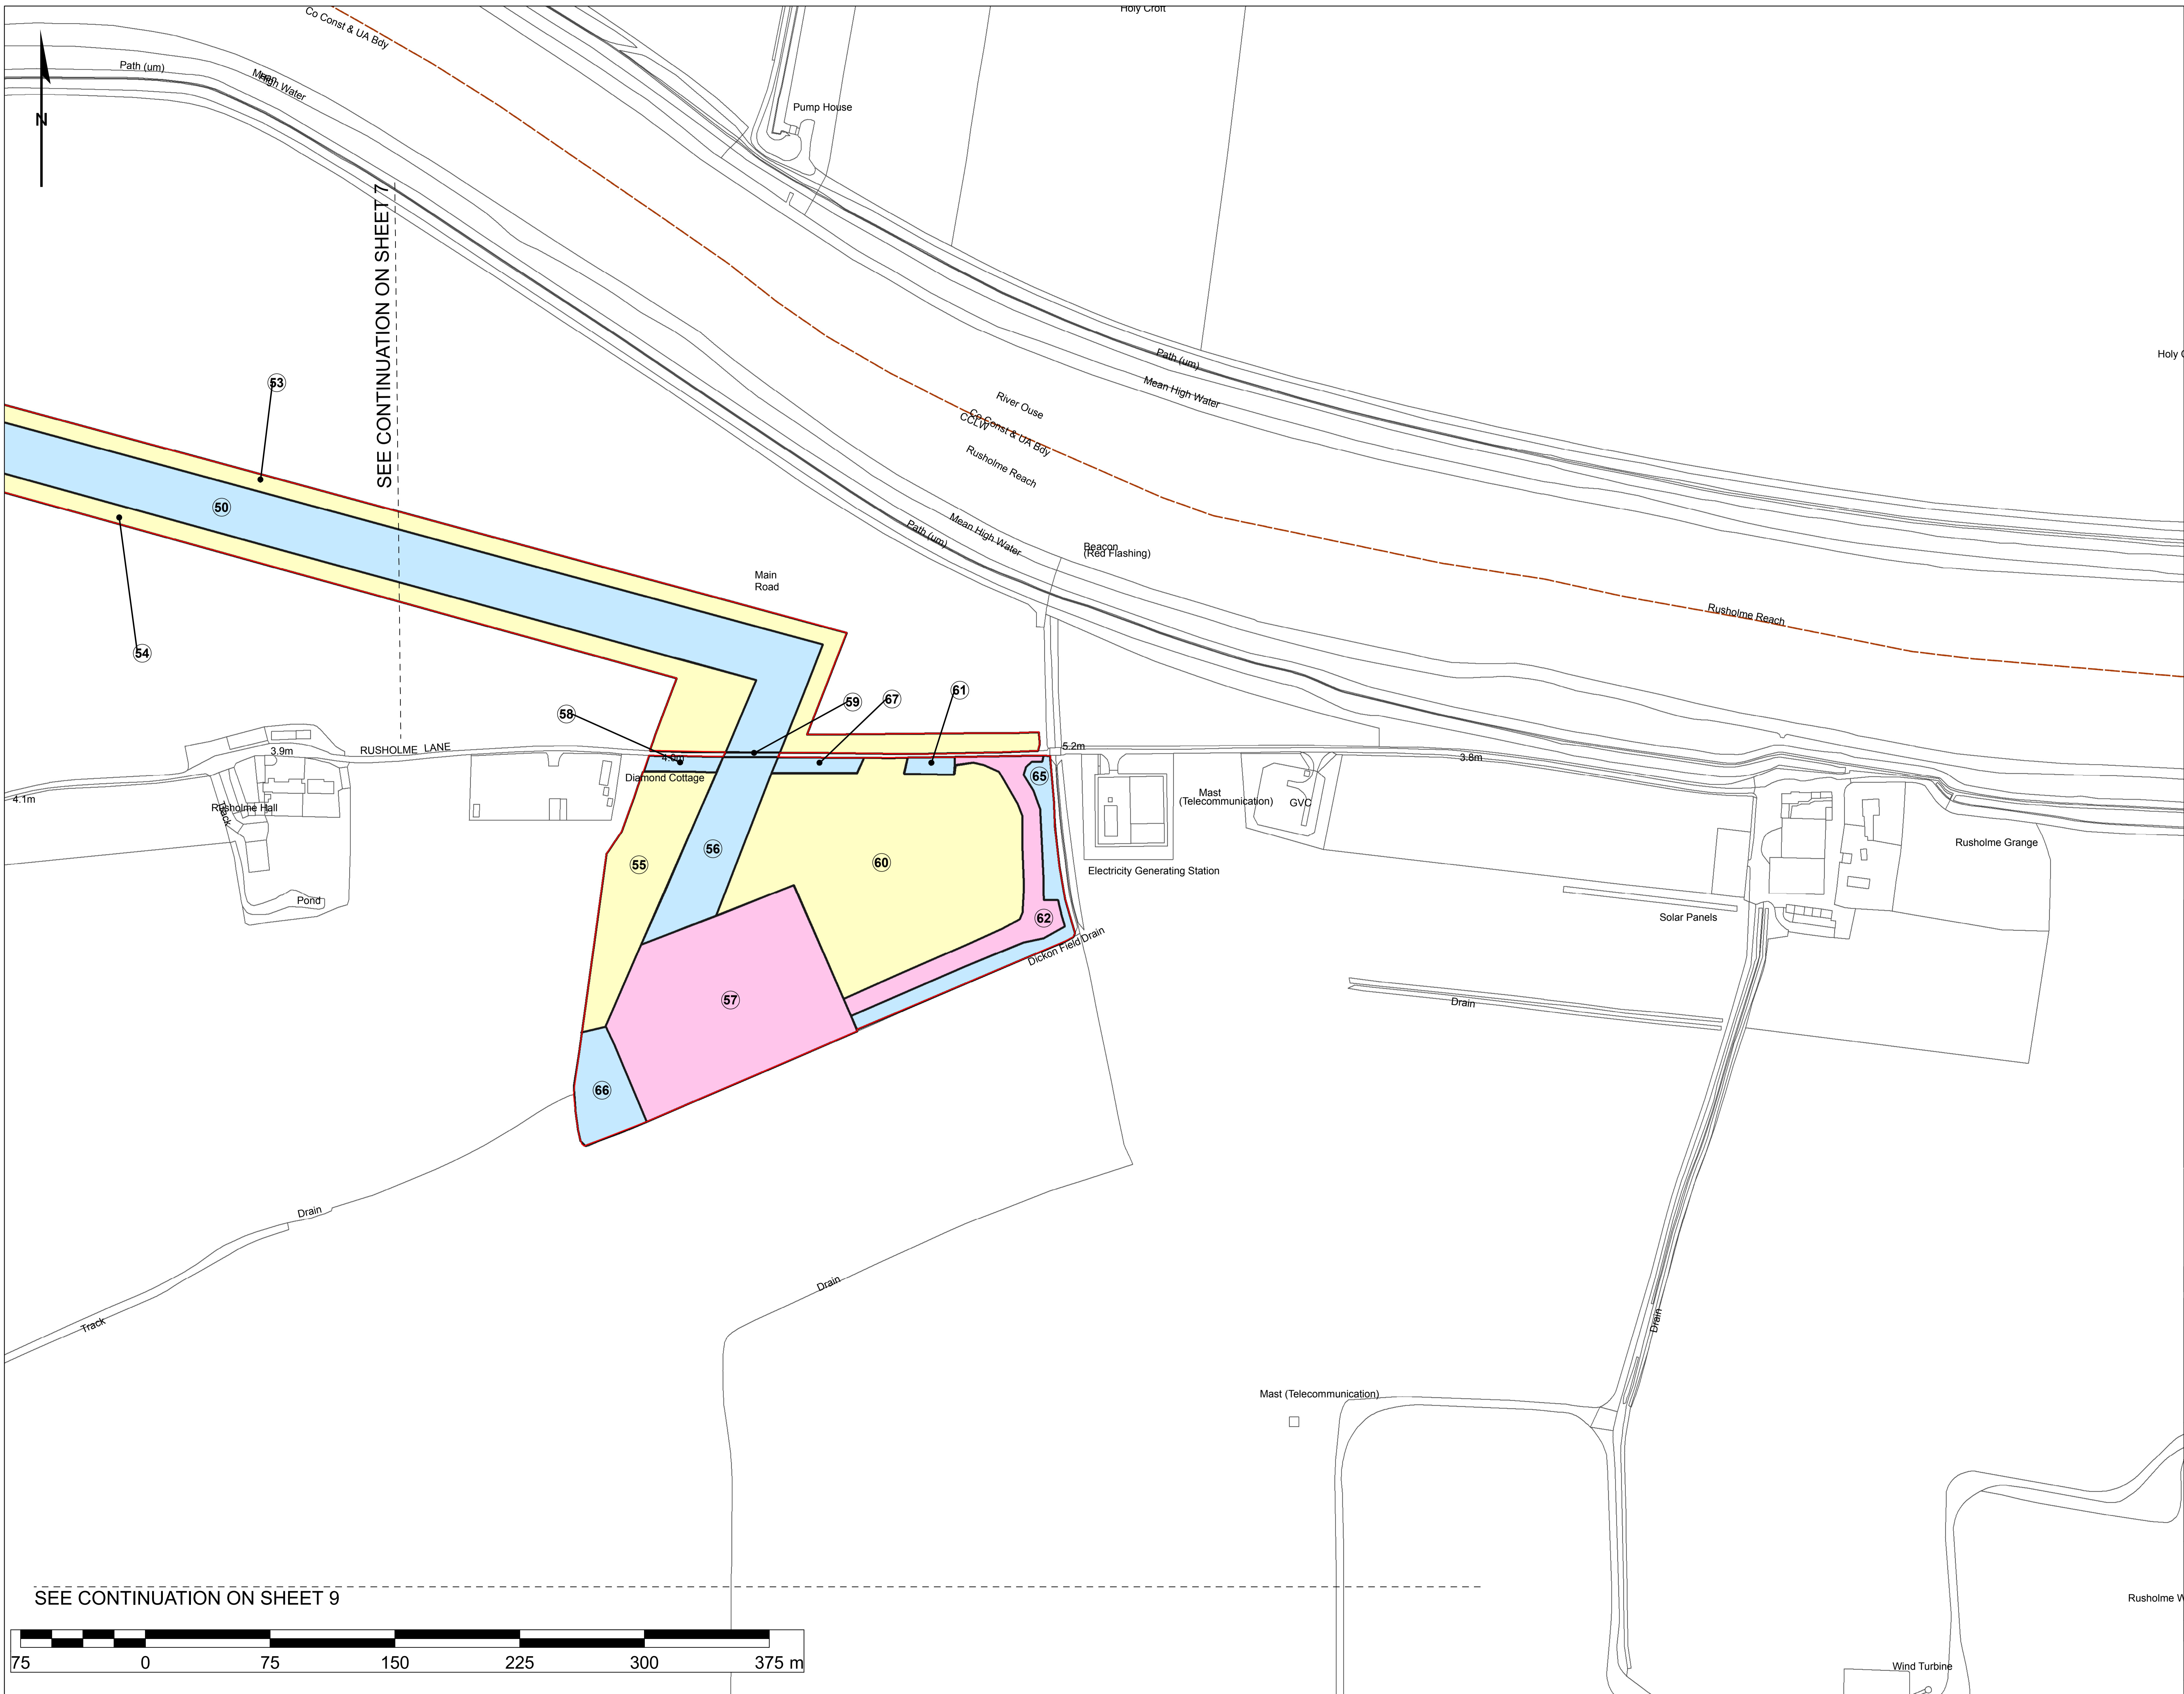 Holy Croft
Co Const & UA Bdy
Path (um)
Mean
High Water
N
Pump House
SEE CONTINUATION ON SHEET 7
Path (um)
Mean High Water
Holy
53
River Ouse
Co Const & UA Bdy
CCLW
Rusholme Reach
50
Mean High Water
Path (um)
Beacon
(Red Flashing)
Main
Road
Rusholme Reach
54
58
59
67
61
RUSHOLME LANE
3.9m
4.0m
5.2m
3.8m
Diamond Cottage
65
4.1m
Rusholme Hall
Track
Mast
(Telecommunication)
GVC
55
56
60
Rusholme Grange
Electricity Generating Station
Pond
62
Solar Panels
Dickon Field Drain
57
Drain
66
Drain
Drain
Track
Drain
Mast (Telecommunication)
SEE CONTINUATION ON SHEET 9
Rusholme W
75 0 75 150 225 300 375 m
Wind Turbine